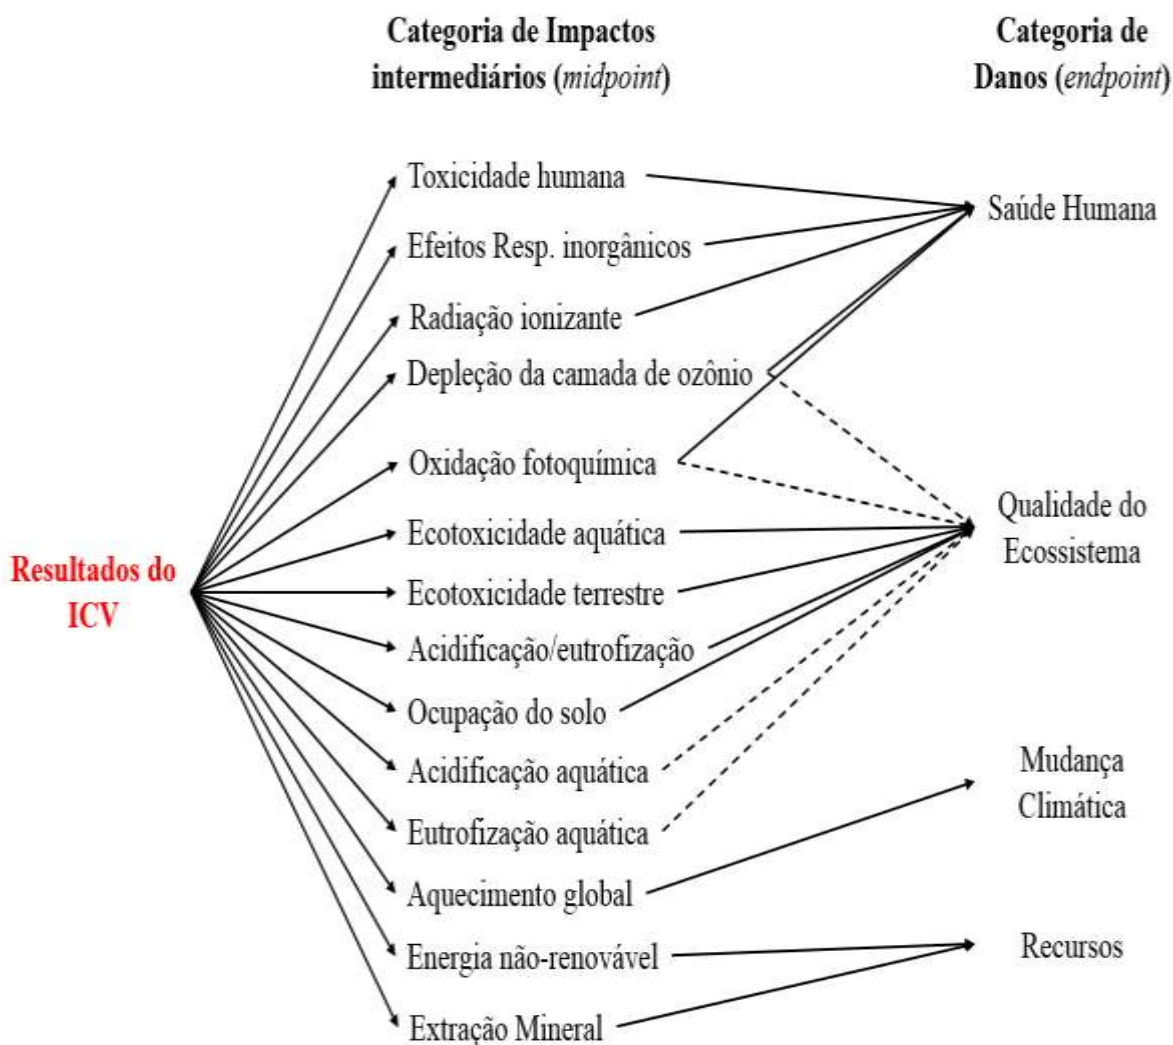 Categoria de Impactos
intermediários (midpoint)
Categoria de
Danos (endpoint)
Resultados do
ICV
Toxicidade humana
Efeitos Resp. inorgânicos
Radiação ionizante
Depleção da camada de ozônio
Oxidação fotoquímica
Ecotoxicidade aquática
Ecotoxicidade terrestre
Acidificação/eutrofização
Ocupação do solo
Acidificação aquática
Eutrofização aquática
Aquecimento global
Energia não-renovável
Extração Mineral
Saúde Humana
Qualidade do
Ecossistema
Mudança
Climática
Recursos